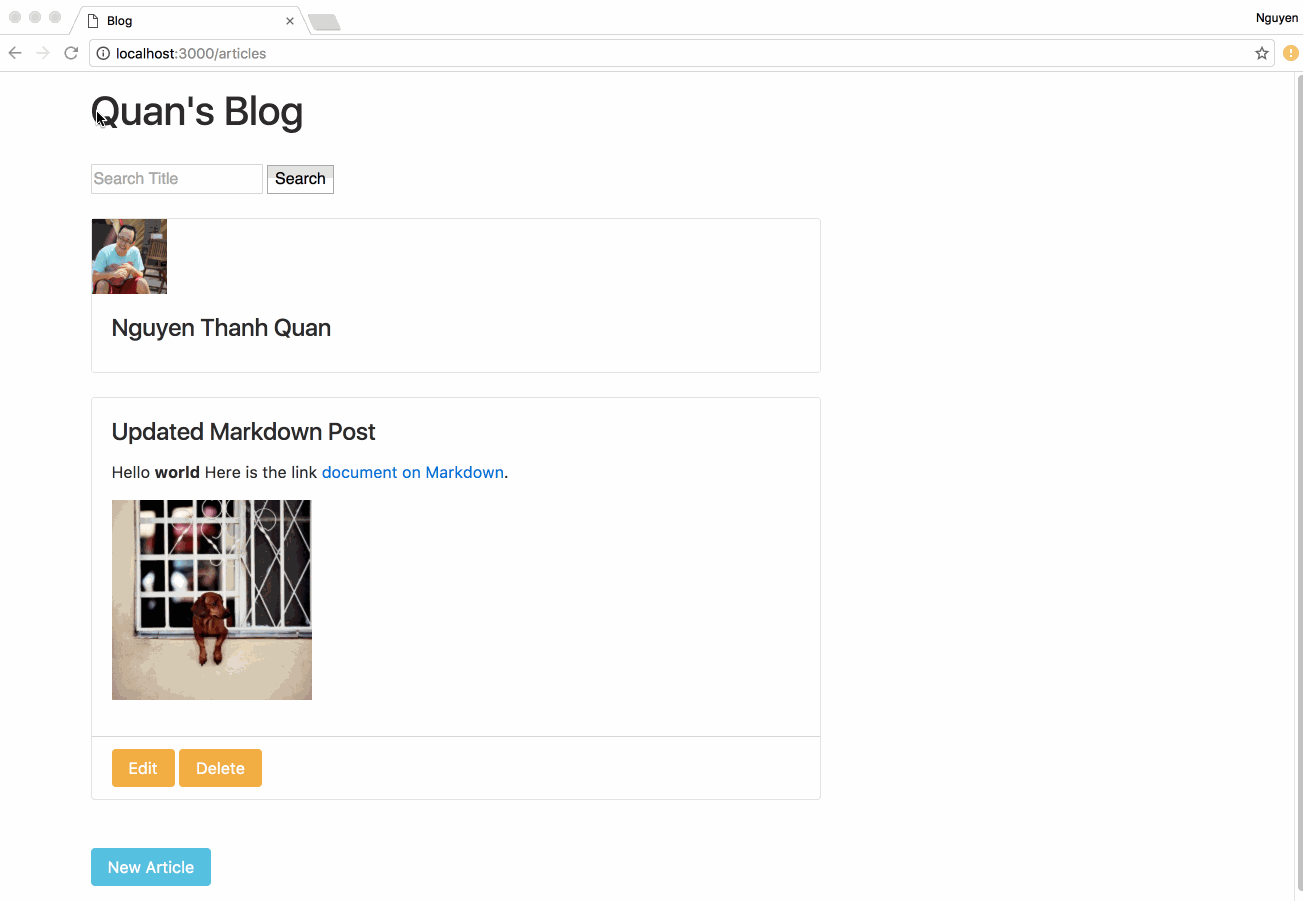 Blog
Nguyen
localhost:3000/articles
Quan's Blog
Search Title
Search
Nguyen Thanh Quan
Updated Markdown Post
Hello world Here is the link document on Markdown.
Edit Delete
New Article